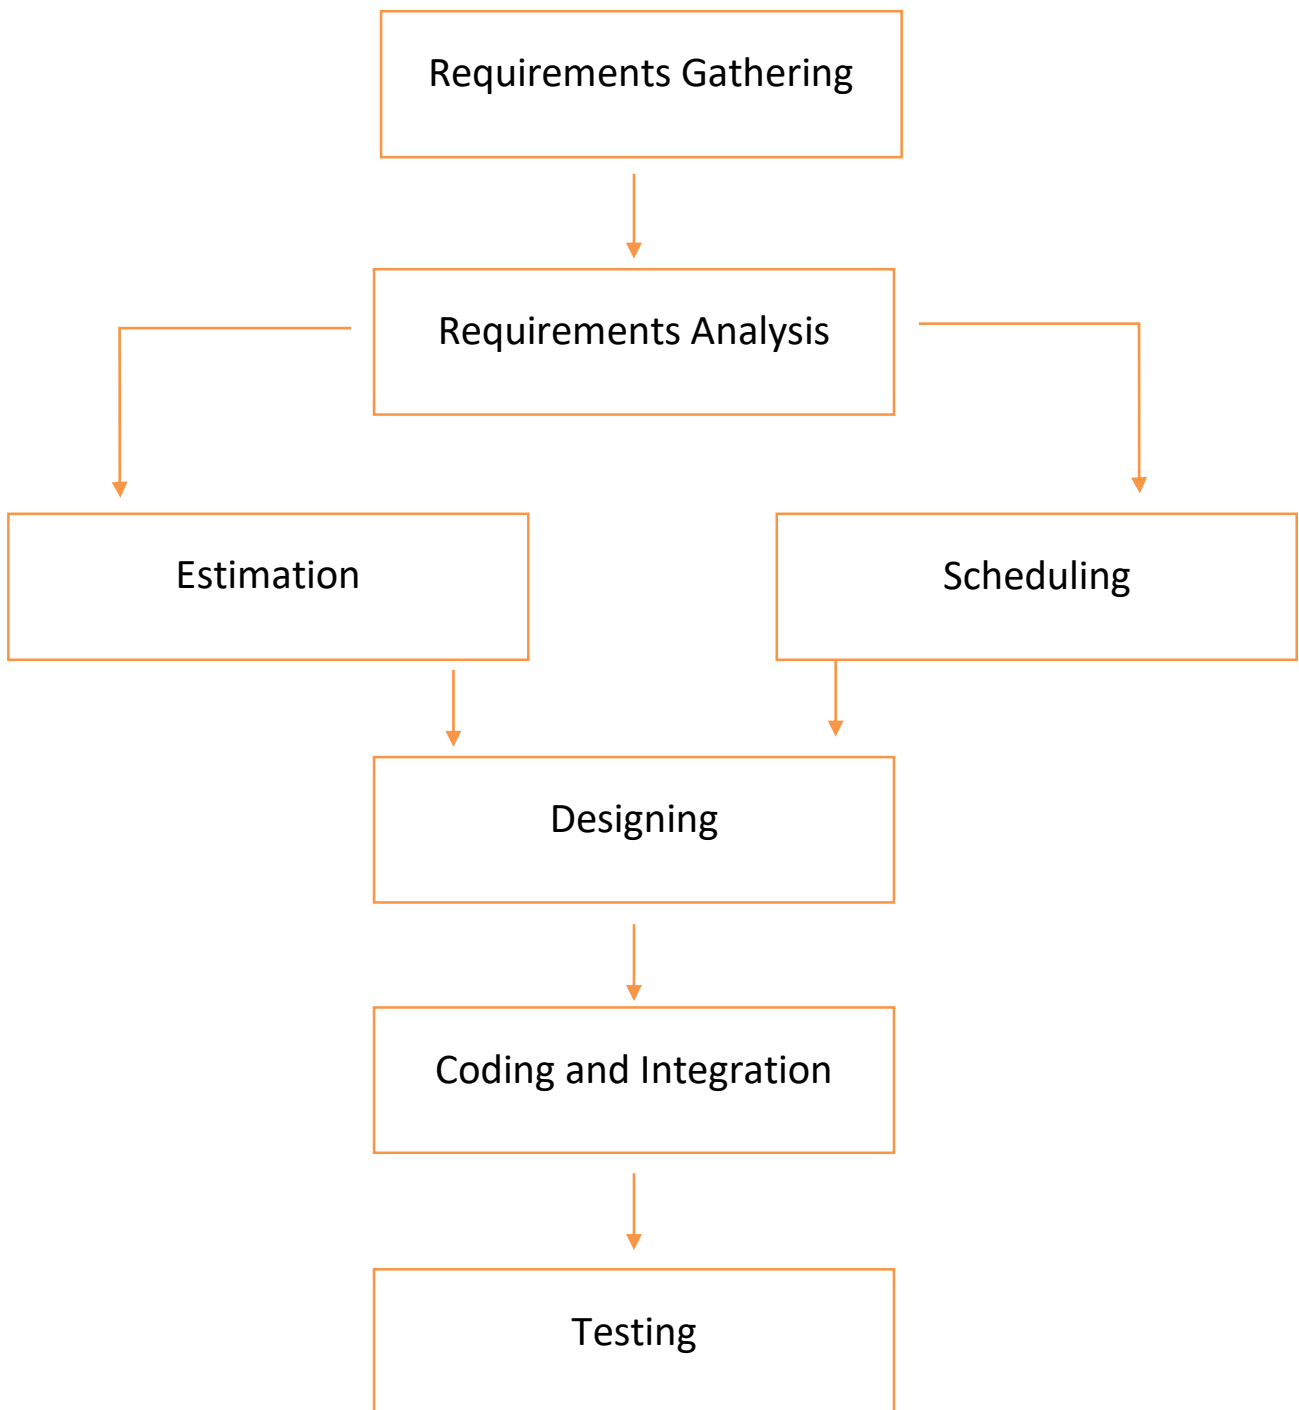 Requirements Gathering
Requirements Analysis
Estimation
Scheduling
Designing
Coding and Integration
Testing